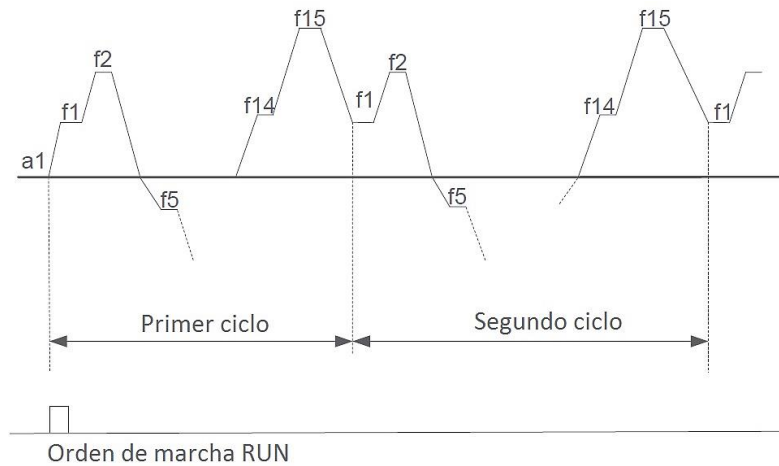 f15 f15
f2 f2
f1 f14 f1 f14 f1
a1
f5 f5
Primer ciclo Segundo ciclo
Orden de marcha RUN